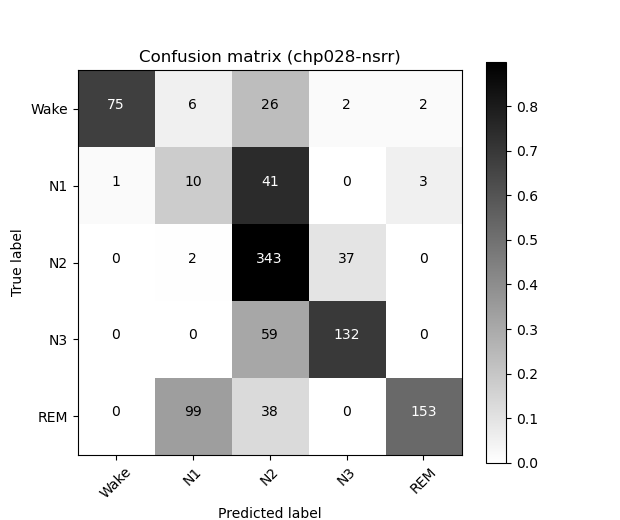 Confusion matrix (chp028-nsrr)
Wake 75 6 26 2 2
N1 1 10 41 0 3
N2 0 2 343 37 0
N3 0 0 59 132 0
REM 0 99 38 0 153
Wake N1 N2 N3 REM
Predicted label
True label
0.8
0.7
0.6
0.5
0.4
0.3
0.2
0.1
0.0